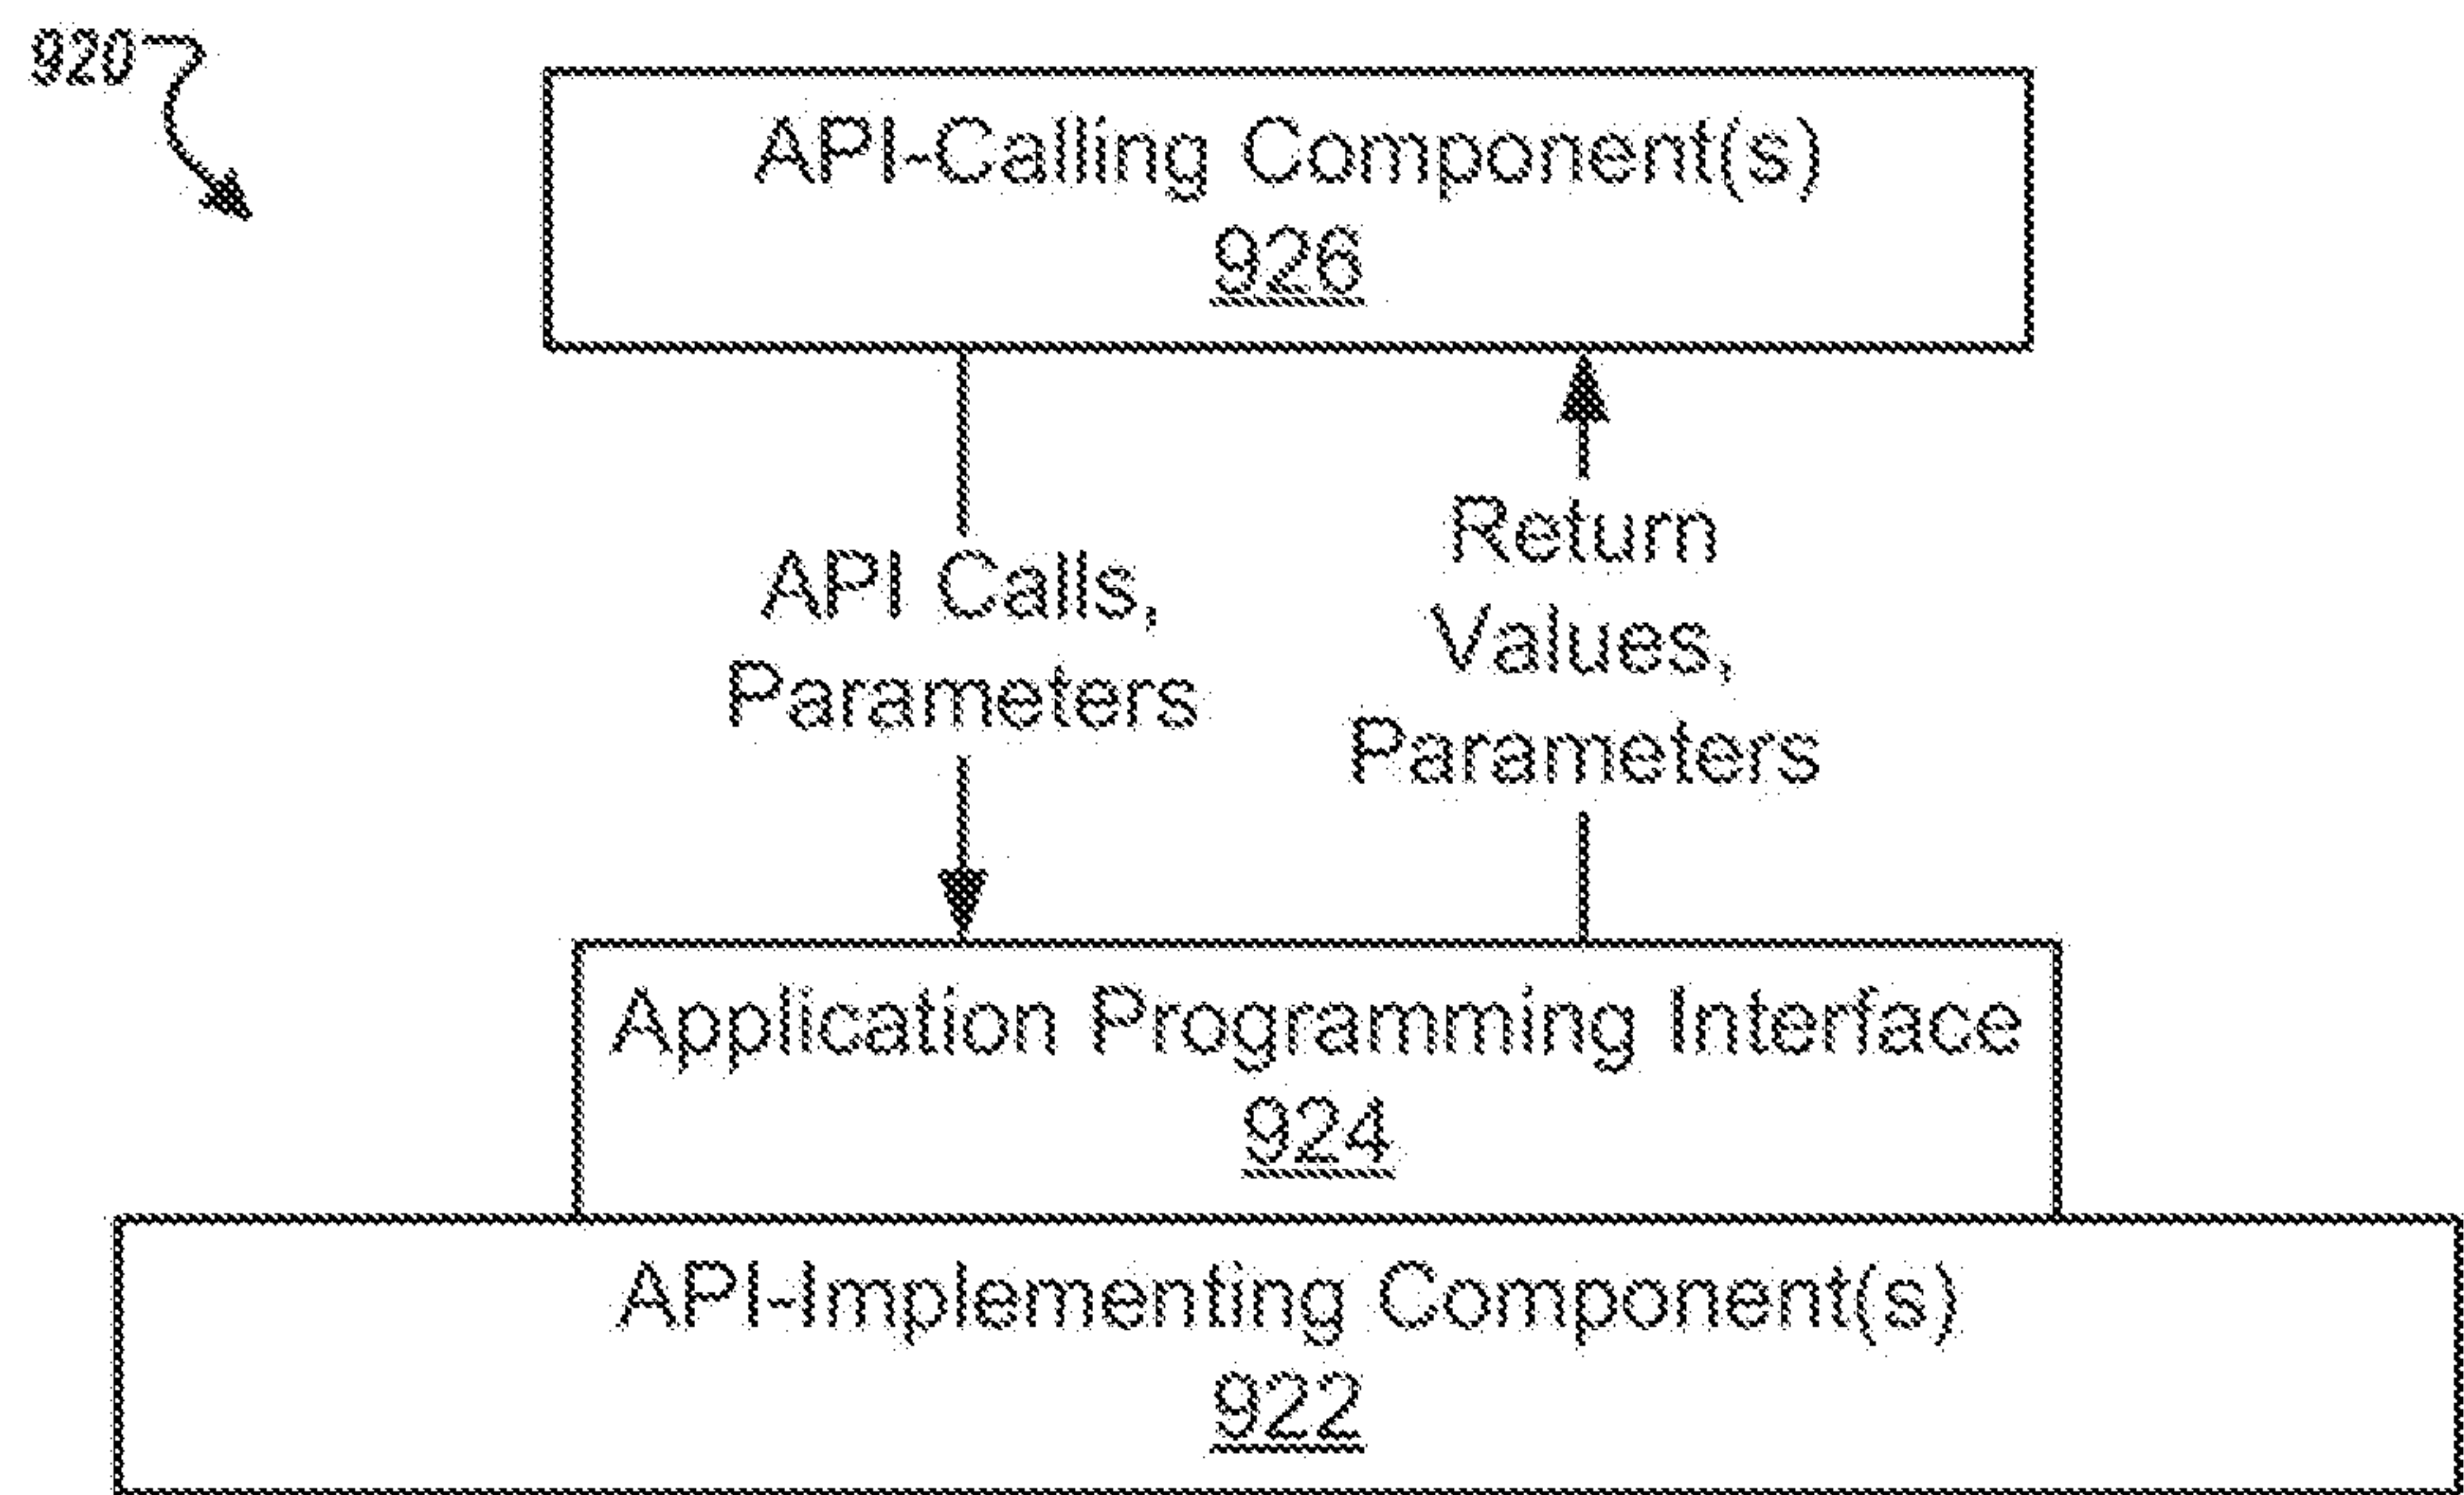 920
API-Calling Component(s)
926
API Calls,
Parameters
Return
Values,
Parameters
Application Programming Interface
924
API-Implementing Component(s)
922